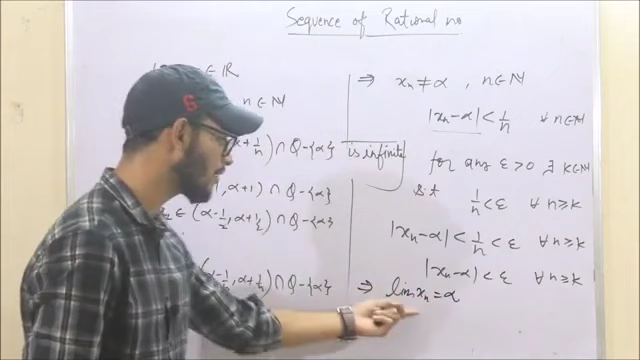 Sequence of Rational no
∈ ℝ
n ∈ ℕ
α + 1/n) ∩ ℚ - {α} is infinite
, α + 1) ∩ ℚ - {α}
∈ (α - 1/2, α + 1/2) ∩ ℚ - {α}
(α - 1/n, α + 1/n) ∩ ℚ - {α}
⇒ xₙ ≠ α , n ∈ ℕ
|xₙ - α| < 1/n ∀ n ∈ ℕ
for any ε > 0 ∃ k ∈ ℕ
s.t 1/n < ε ∀ n ≥ k
|xₙ - α| < 1/n < ε ∀ n ≥ k
|xₙ - α| < ε ∀ n ≥ k
⇒ lim xₙ = α
S